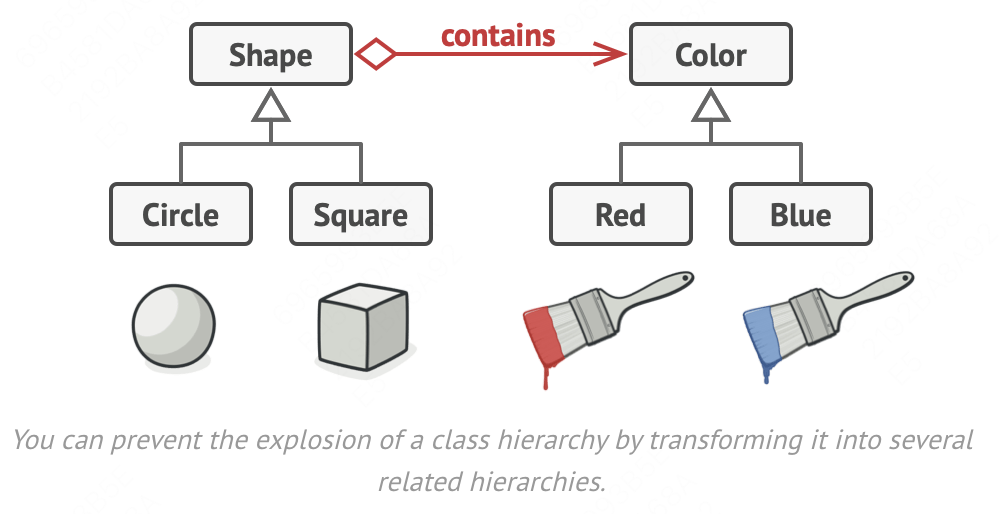 contains
Shape
Color
Circle
Square
Red
Blue
You can prevent the explosion of a class hierarchy by transforming it into several
related hierarchies.